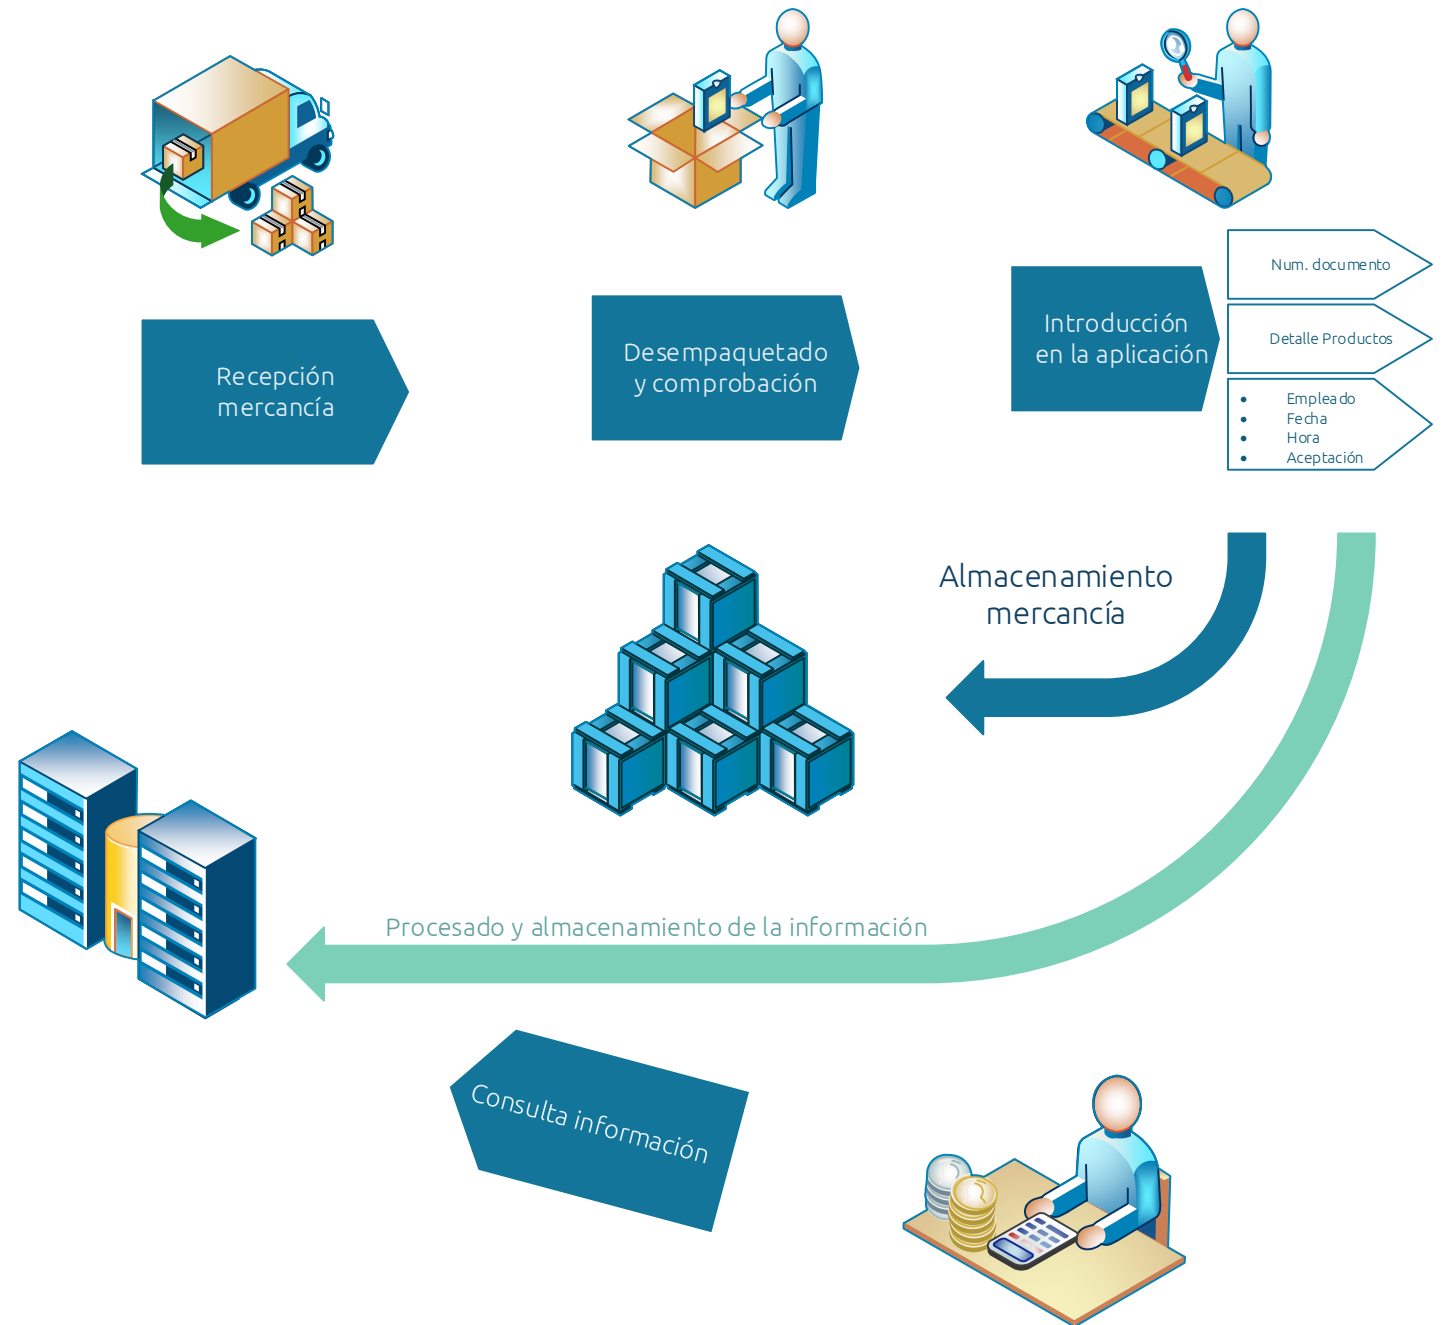 Recepción
mercancía
Desempaquetado
y comprobación
Introducción
en la aplicación
Num. documento
Detalle Productos
• Empleado
• Fecha
• Hora
• Aceptación
Almacenamiento
mercancía
Procesado y almacenamiento de la información
Consulta información